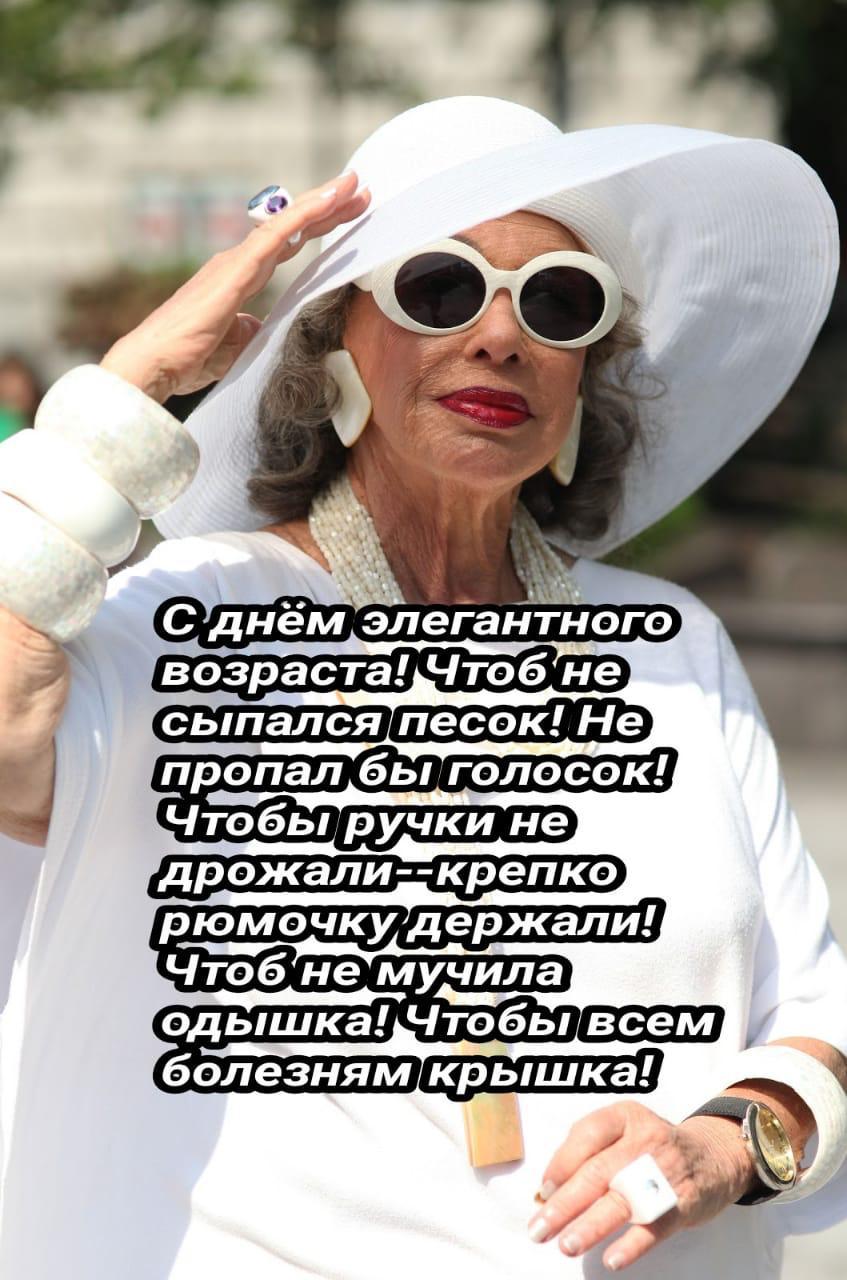 С днём элегантного
возраста! Чтоб не
сыпался песок! Не
пропал бы голосок!
Чтобы ручки не
дрожали--крепко
рюмочку держали!
Чтоб не мучила
одышка! Чтобы всем
болезням крышка!